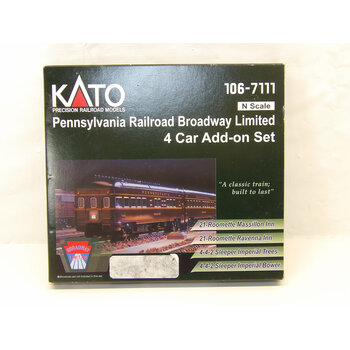 KATO
PRECISION RAILROAD MODELS
106-7111
N Scale
Pennsylvania Railroad Broadway Limited
4 Car Add-on Set
"A classic train;
built to last"
21-Roomette Massillon Inn
21-Roomette Ravenna Inn
4-4-2 Sleeper Imperial Trees
4-4-2 Sleeper Imperial Bower
BROADWAY